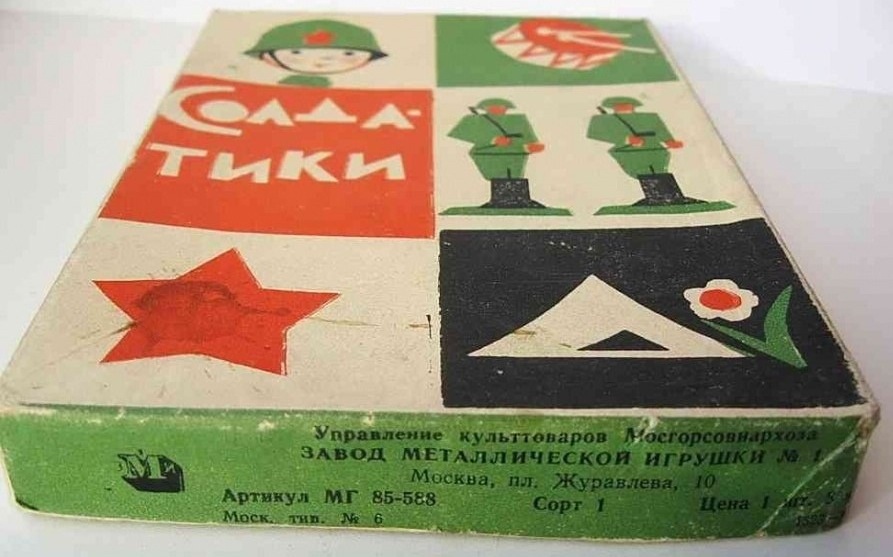 СОЛДА-
ТИКИ
Управление культтоваров Мосгорсовнархоза
ЗАВОД МЕТАЛЛИЧЕСКОЙ ИГРУШКИ № 1
Москва, пл. Журавлева, 10
Артикул МГ 85-588 Сорт 1 Цена 1 шт.
Моск. тип. № 6